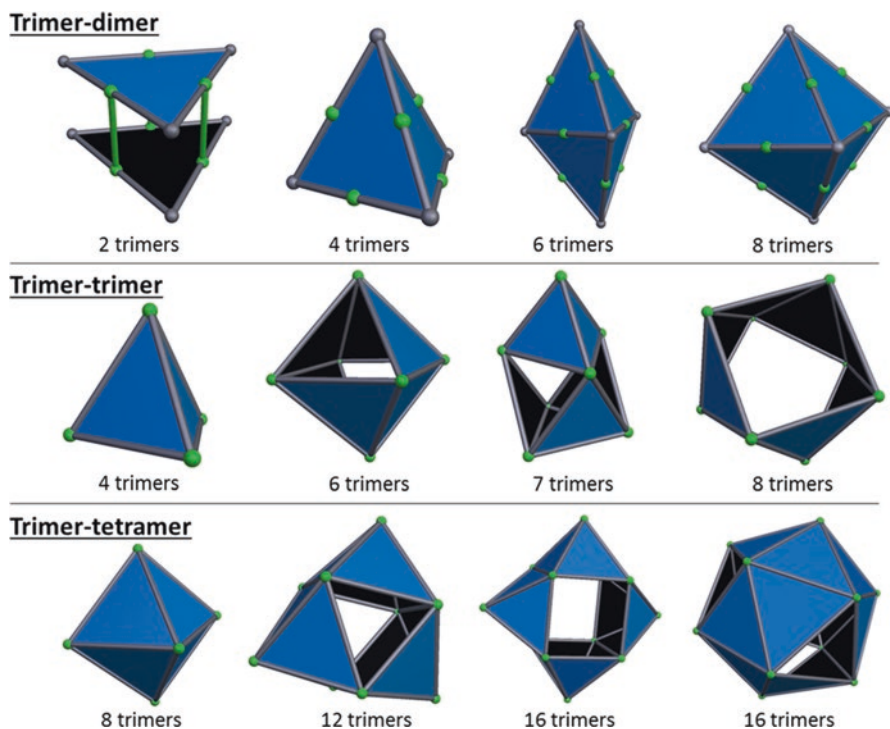 Trimer-dimer
2 trimers 4 trimers 6 trimers 8 trimers
Trimer-trimer
4 trimers 6 trimers 7 trimers 8 trimers
Trimer-tetramer
8 trimers 12 trimers 16 trimers 16 trimers